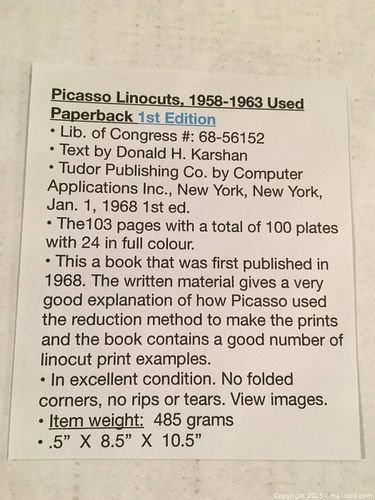 Picasso Linocuts, 1958-1963 Used
Paperback 1st Edition
• Lib. of Congress #: 68-56152
• Text by Donald H. Karshan
• Tudor Publishing Co. by Computer
Applications Inc., New York, New York,
Jan. 1, 1968 1st ed.
• The103 pages with a total of 100 plates
with 24 in full colour.
• This a book that was first published in
1968. The written material gives a very
good explanation of how Picasso used
the reduction method to make the prints
and the book contains a good number of
linocut print examples.
• In excellent condition. No folded
corners, no rips or tears. View images.
• Item weight: 485 grams
• .5” X 8.5” X 10.5”